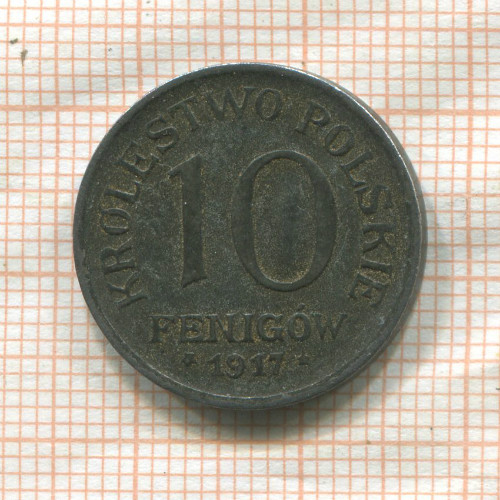 KRÓLESTWO POLSKIE
10
FENIGÓW
* 1917 *